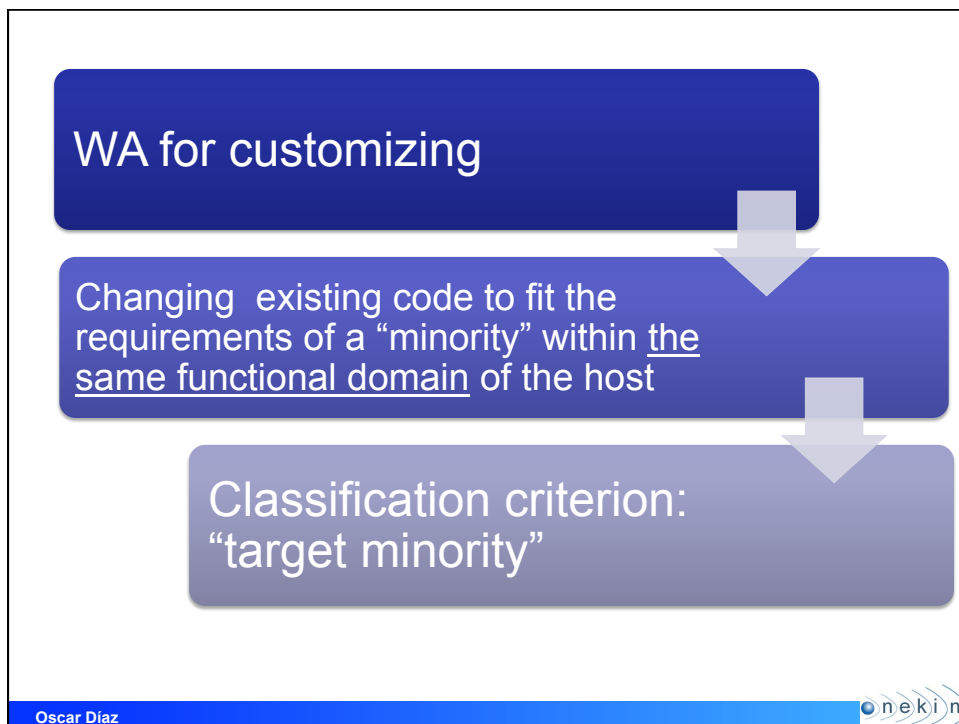 WA for customizing
Changing existing code to fit the
requirements of a “minority” within the
same functional domain of the host
Classification criterion:
“target minority”
Oscar Díaz
onekin